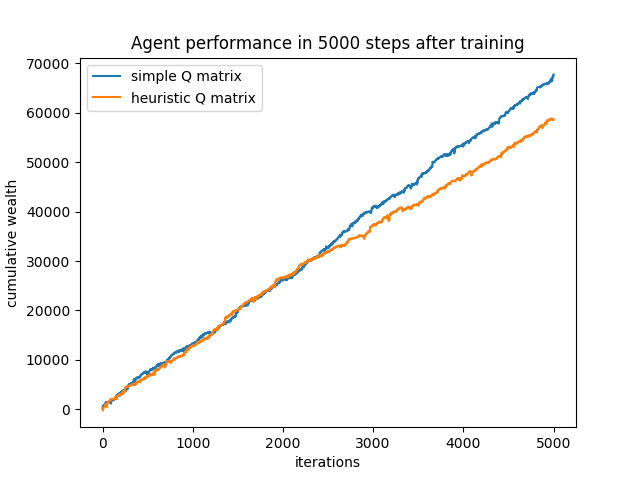 Agent performance in 5000 steps after training
70000
60000
50000
40000
30000
20000
10000
0
cumulative wealth
simple Q matrix
heuristic Q matrix
0 1000 2000 3000 4000 5000
iterations